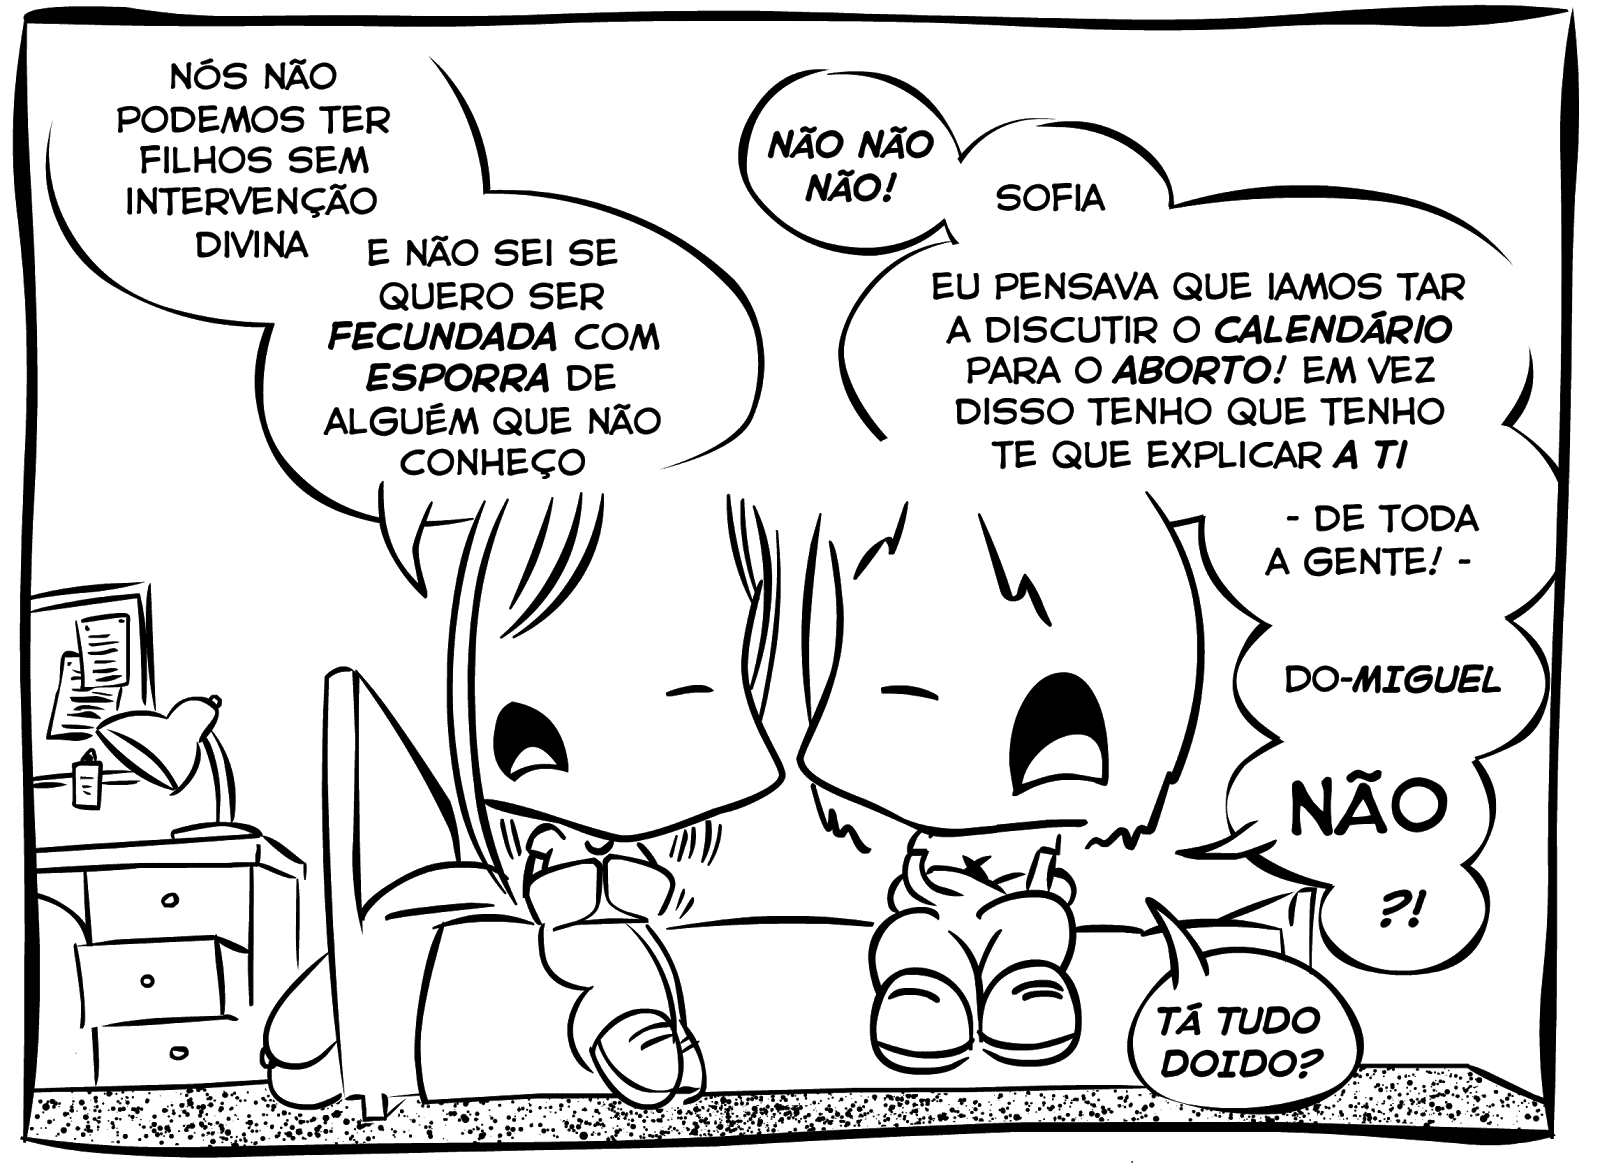 NÓS NÃO
PODEMOS TER
FILHOS SEM
INTERVENÇÃO
DIVINA
E NÃO SEI SE
QUERO SER
FECUNDADA COM
ESPORRA DE
ALGUÉM QUE NÃO
CONHEÇO
NÃO NÃO
NÃO!
SOFIA
EU PENSAVA QUE IAMOS TAR
A DISCUTIR O CALENDÁRIO
PARA O ABORTO! EM VEZ
DISSO TENHO QUE TENHO
TE QUE EXPLICAR A TI
- DE TODA
A GENTE! -
DO-MIGUEL
NÃO
?!
TÁ TUDO
DOIDO?